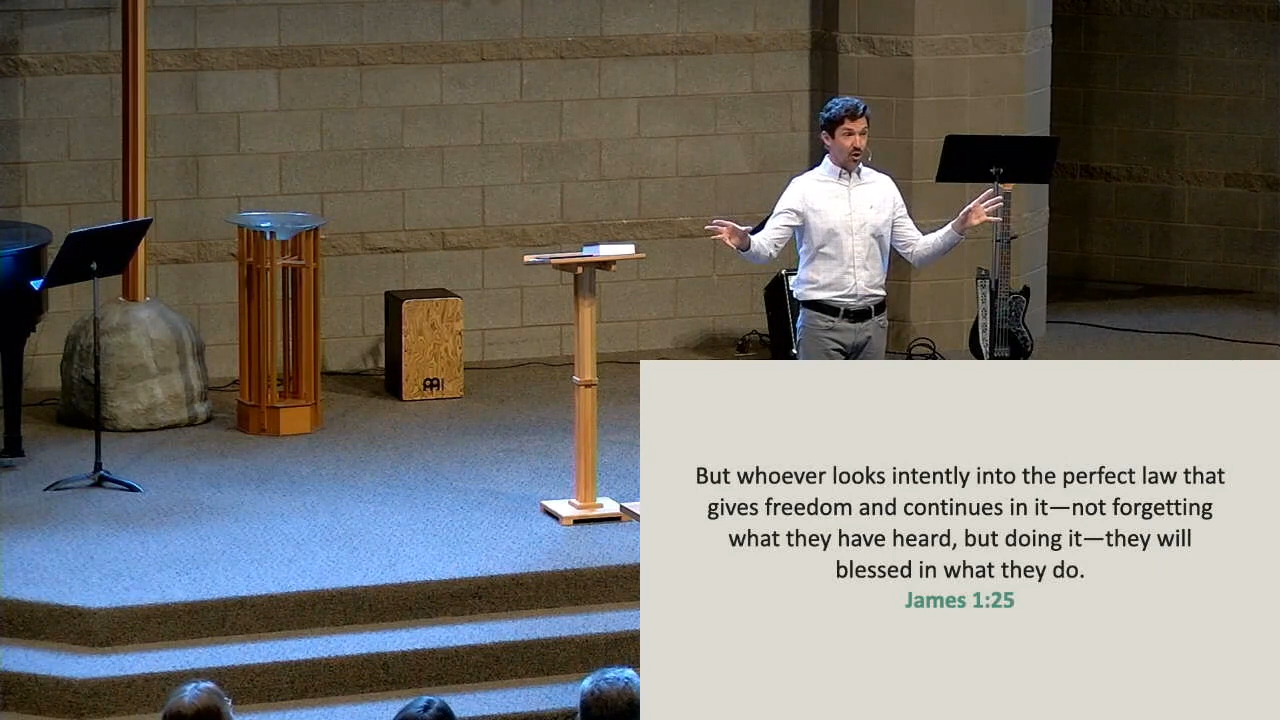 But whoever looks intently into the perfect law that
gives freedom and continues in it—not forgetting
what they have heard, but doing it—they will
blessed in what they do.
James 1:25